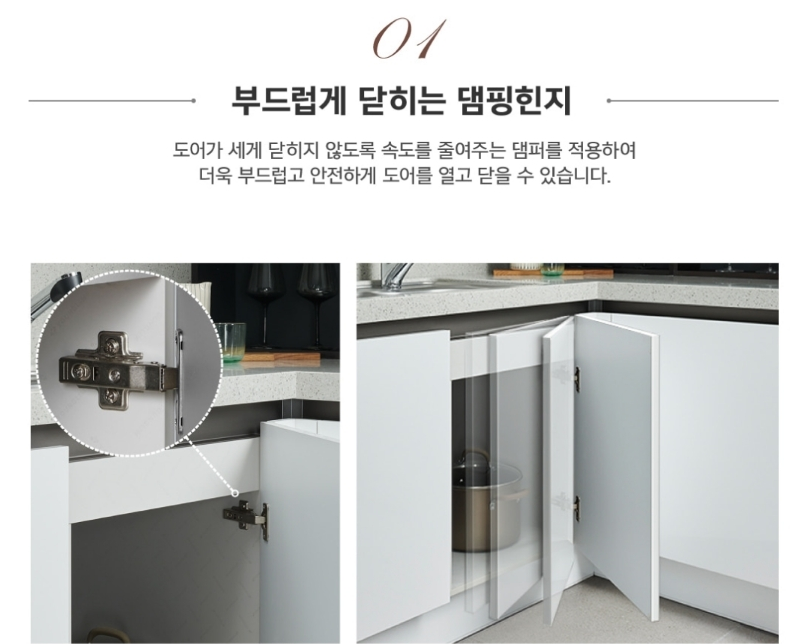 01
부드럽게 닫히는 댐핑힌지
도어가 세게 닫히지 않도록 속도를 줄여주는 댐퍼를 적용하여
더욱 부드럽고 안전하게 도어를 열고 닫을 수 있습니다.